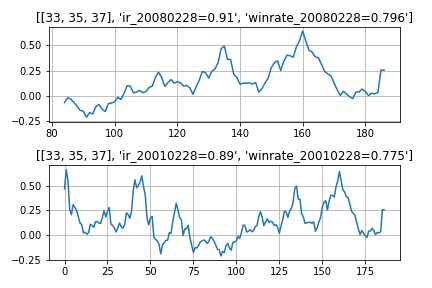 [[33, 35, 37], 'ir_20080228=0.91', 'winrate_20080228=0.796']
0.50
0.25
0.00
−0.25
80 100 120 140 160 180
[[33, 35, 37], 'ir_20010228=0.89', 'winrate_20010228=0.775']
0.50
0.25
0.00
−0.25
0 25 50 75 100 125 150 175